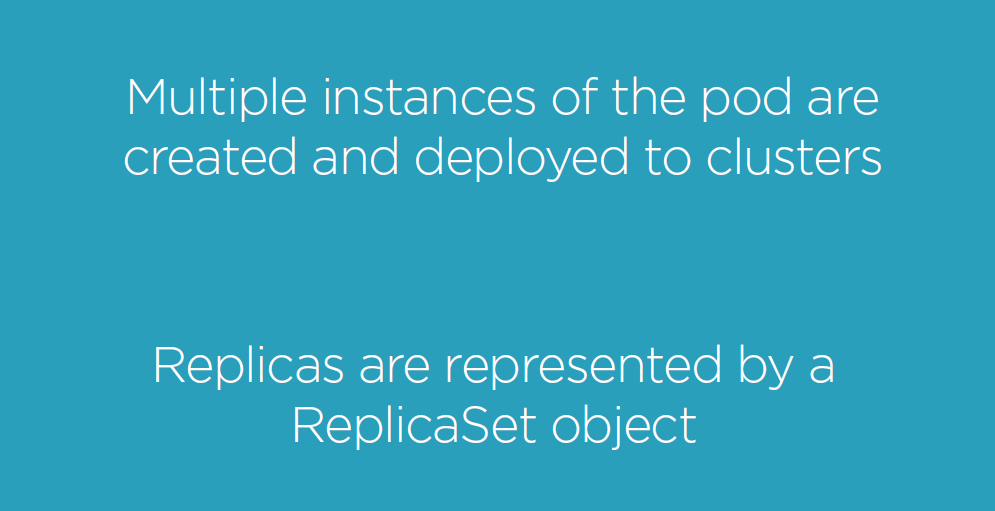 Multiple instances of the pod are
created and deployed to clusters
Replicas are represented by a
ReplicaSet object